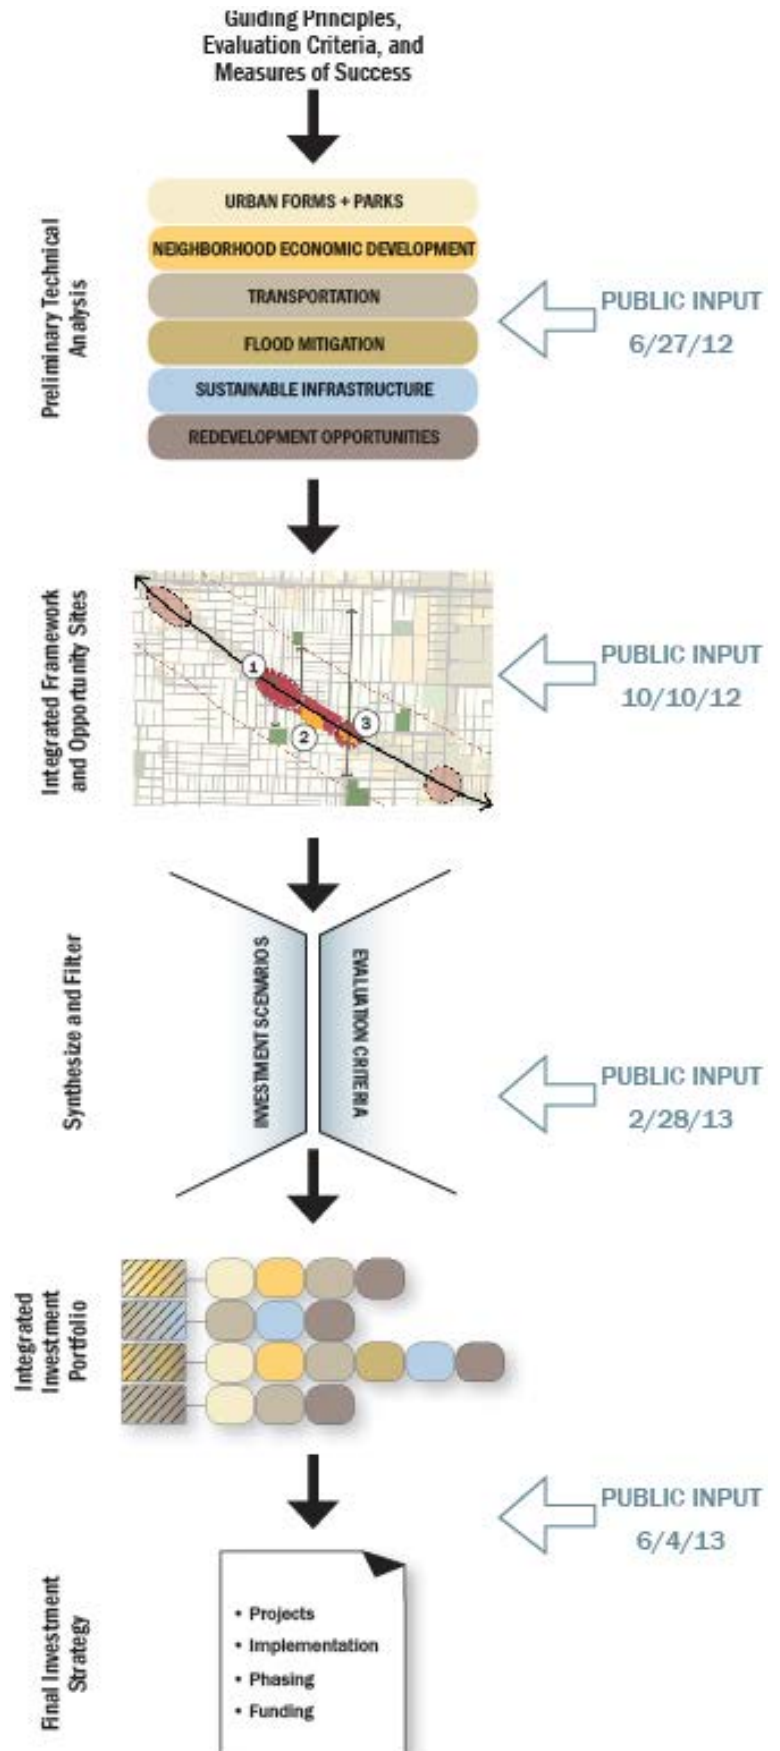 Guiding Principles,
Evaluation Criteria, and
Measures of Success
Preliminary Technical
Analysis
URBAN FORMS + PARKS
NEIGHBORHOOD ECONOMIC DEVELOPMENT
TRANSPORTATION
FLOOD MITIGATION
SUSTAINABLE INFRASTRUCTURE
REDEVELOPMENT OPPORTUNITIES
PUBLIC INPUT
6/27/12
Integrated Framework
and Opportunity Sites
1
2
3
PUBLIC INPUT
10/10/12
Synthesize and Filter
INVESTMENT SCENARIOS
EVALUATION CRITERIA
PUBLIC INPUT
2/28/13
Integrated
Investment
Portfolio
PUBLIC INPUT
6/4/13
Final Investment
Strategy
• Projects
• Implementation
• Phasing
• Funding